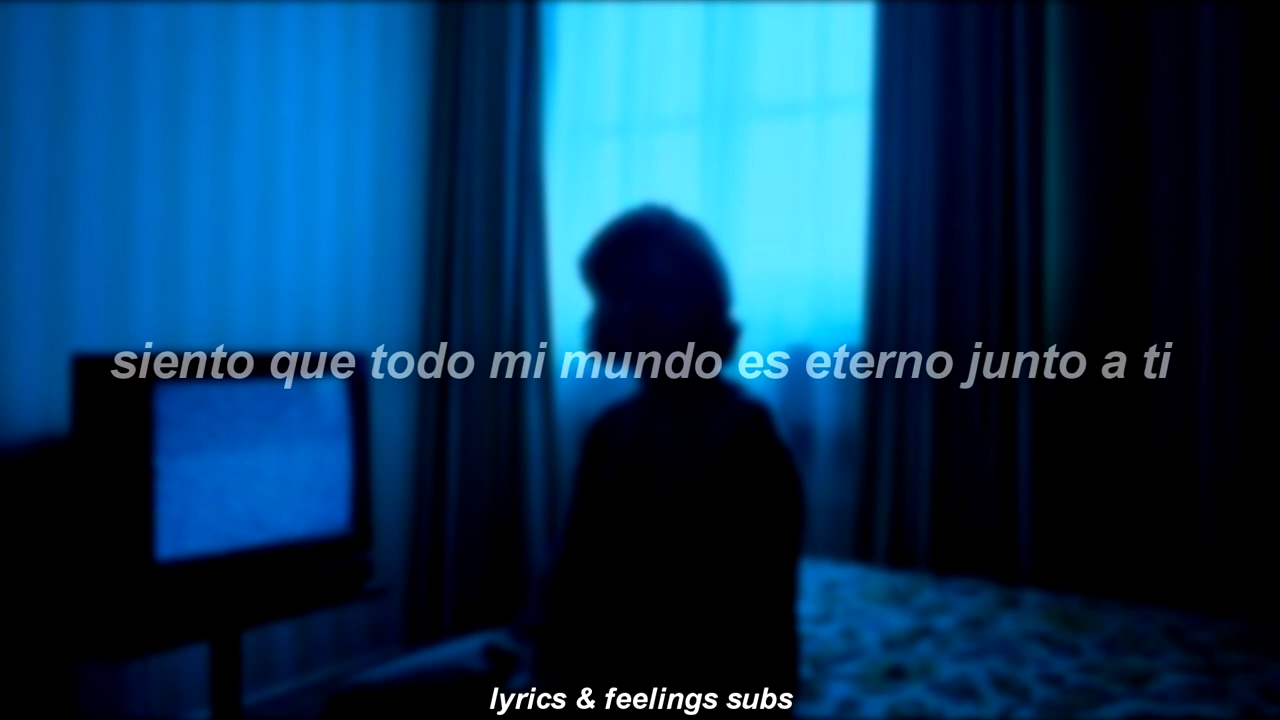 siento que todo mi mundo es eterno junto a ti
lyrics & feelings subs